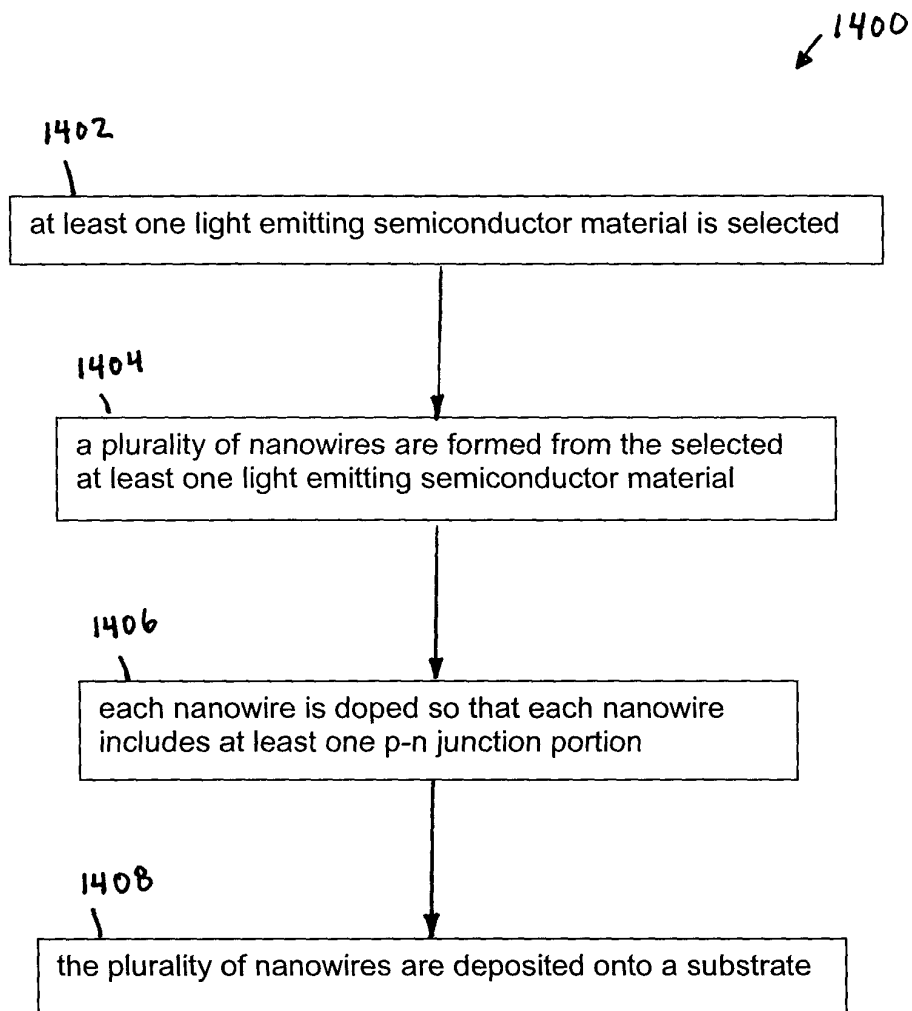 1400
1402
at least one light emitting semiconductor material is selected
1404
a plurality of nanowires are formed from the selected
at least one light emitting semiconductor material
1406
each nanowire is doped so that each nanowire
includes at least one p-n junction portion
1408
the plurality of nanowires are deposited onto a substrate